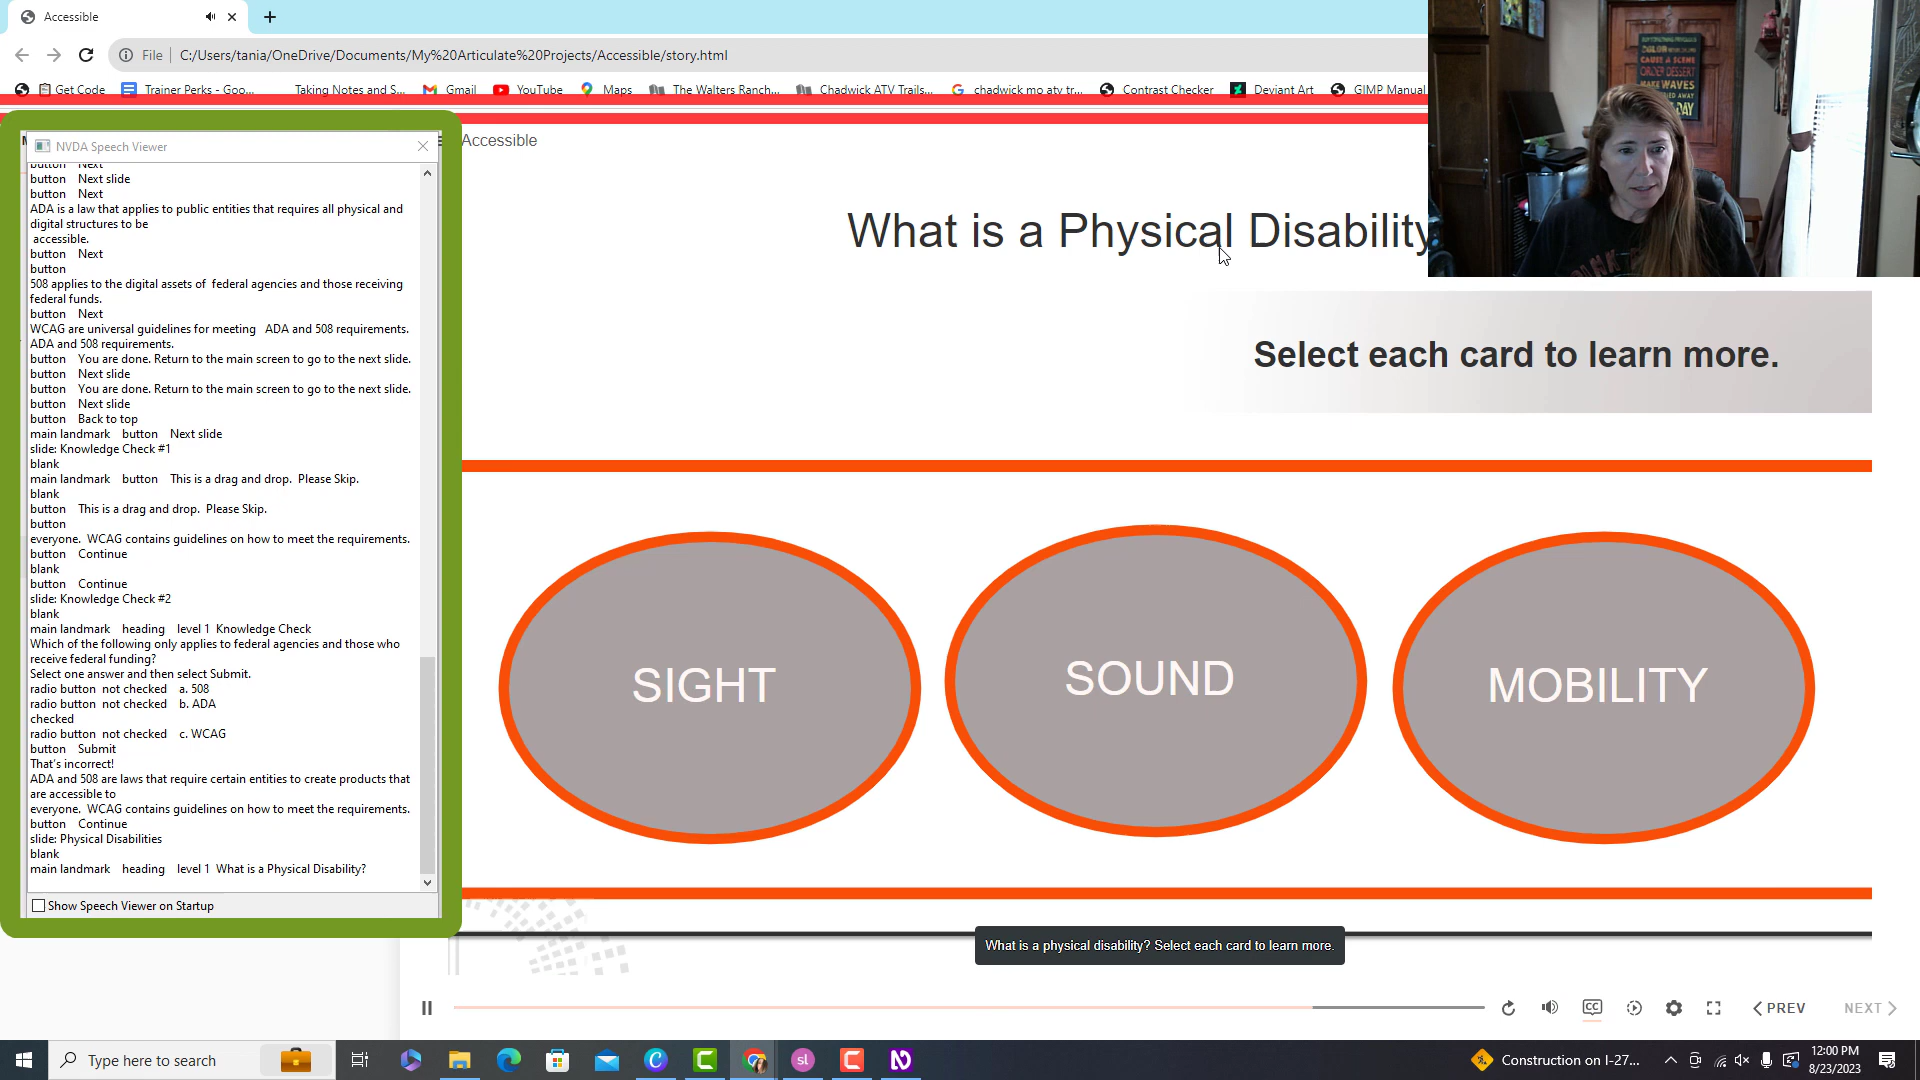 Accessible
File
C:/Users/tania/OneDrive/Documents/My%20Articulate%20Projects/Accessible/story.html
Get Code
Trainer Perks - Goo...
Taking Notes and S...
Gmail
YouTube
Maps
The Walters Ranch...
Chadwick ATV Trails...
chadwick mo atv tr...
Contrast Checker
Deviant Art
GIMP Manual
CAUSE A SCENE
ORDER DESSERT
MAKE WAVES
NVDA Speech Viewer
button Next
button Next slide
button Next
ADA is a law that applies to public entities that requires all physical and
digital structures to be
accessible.
button Next
button
508 applies to the digital assets of federal agencies and those receiving
federal funds.
button Next
WCAG are universal guidelines for meeting ADA and 508 requirements.
ADA and 508 requirements.
button You are done. Return to the main screen to go to the next slide.
button Next slide
button You are done. Return to the main screen to go to the next slide.
button Next slide
button Back to top
main landmark button Next slide
slide: Knowledge Check #1
blank
main landmark button This is a drag and drop. Please Skip.
blank
button This is a drag and drop. Please Skip.
button
everyone. WCAG contains guidelines on how to meet the requirements.
button Continue
blank
button Continue
slide: Knowledge Check #2
blank
main landmark heading level 1 Knowledge Check
Which of the following only applies to federal agencies and those who
receive federal funding?
Select one answer and then select Submit.
radio button not checked a. 508
radio button not checked b. ADA
checked
radio button not checked c. WCAG
button Submit
That's incorrect!
ADA and 508 are laws that require certain entities to create products that
are accessible to
everyone. WCAG contains guidelines on how to meet the requirements.
button Continue
slide: Physical Disabilities
blank
main landmark heading level 1 What is a Physical Disability?
Show Speech Viewer on Startup
Accessible
What is a Physical Disability
Select each card to learn more.
SIGHT
SOUND
MOBILITY
What is a physical disability? Select each card to learn more.
CC
PREV
NEXT
Type here to search
sl
Construction on I-27...
12:00 PM
8/23/2023